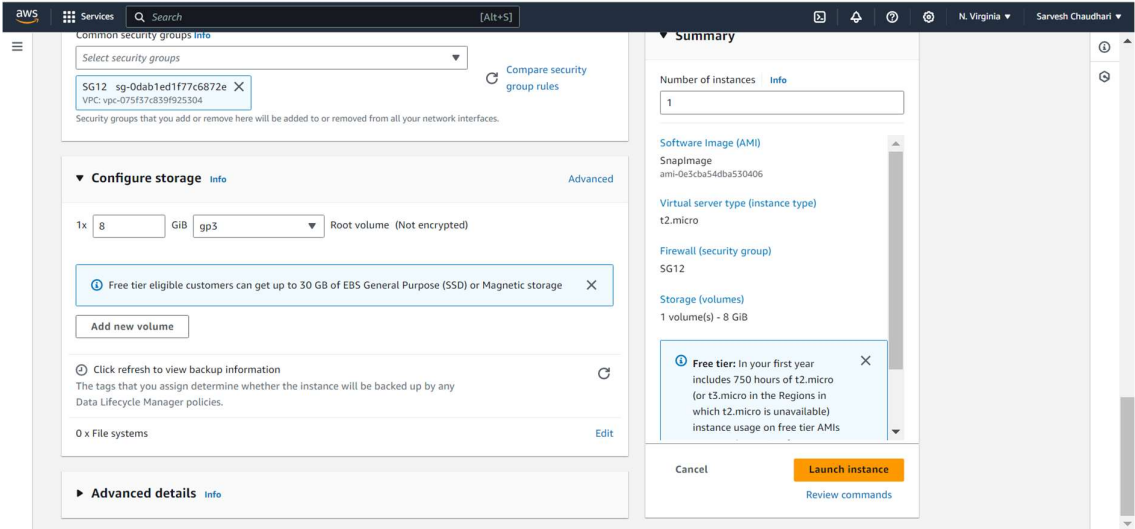 aws
Services
Search
[Alt+S]
N. Virginia ▼
Sarvesh Chaudhari ▼
Common security groups Info
Select security groups
SG12 sg-0dab1ed1f77c6872e
VPC: vpc-075f37c839f925304
Compare security
group rules
Security groups that you add or remove here will be added to or removed from all your network interfaces.
▼ Configure storage Info
Advanced
1x 8 GiB gp3 Root volume (Not encrypted)
Free tier eligible customers can get up to 30 GB of EBS General Purpose (SSD) or Magnetic storage
Add new volume
Click refresh to view backup information
The tags that you assign determine whether the instance will be backed up by any
Data Lifecycle Manager policies.
0 x File systems
Edit
▶ Advanced details Info
▼ Summary
Number of instances Info
1
Software Image (AMI)
SnapImage
ami-0e3cba54dba530406
Virtual server type (instance type)
t2.micro
Firewall (security group)
SG12
Storage (volumes)
1 volume(s) - 8 GiB
Free tier: In your first year
includes 750 hours of t2.micro
(or t3.micro in the Regions in
which t2.micro is unavailable)
instance usage on free tier AMIs
Cancel
Launch instance
Review commands